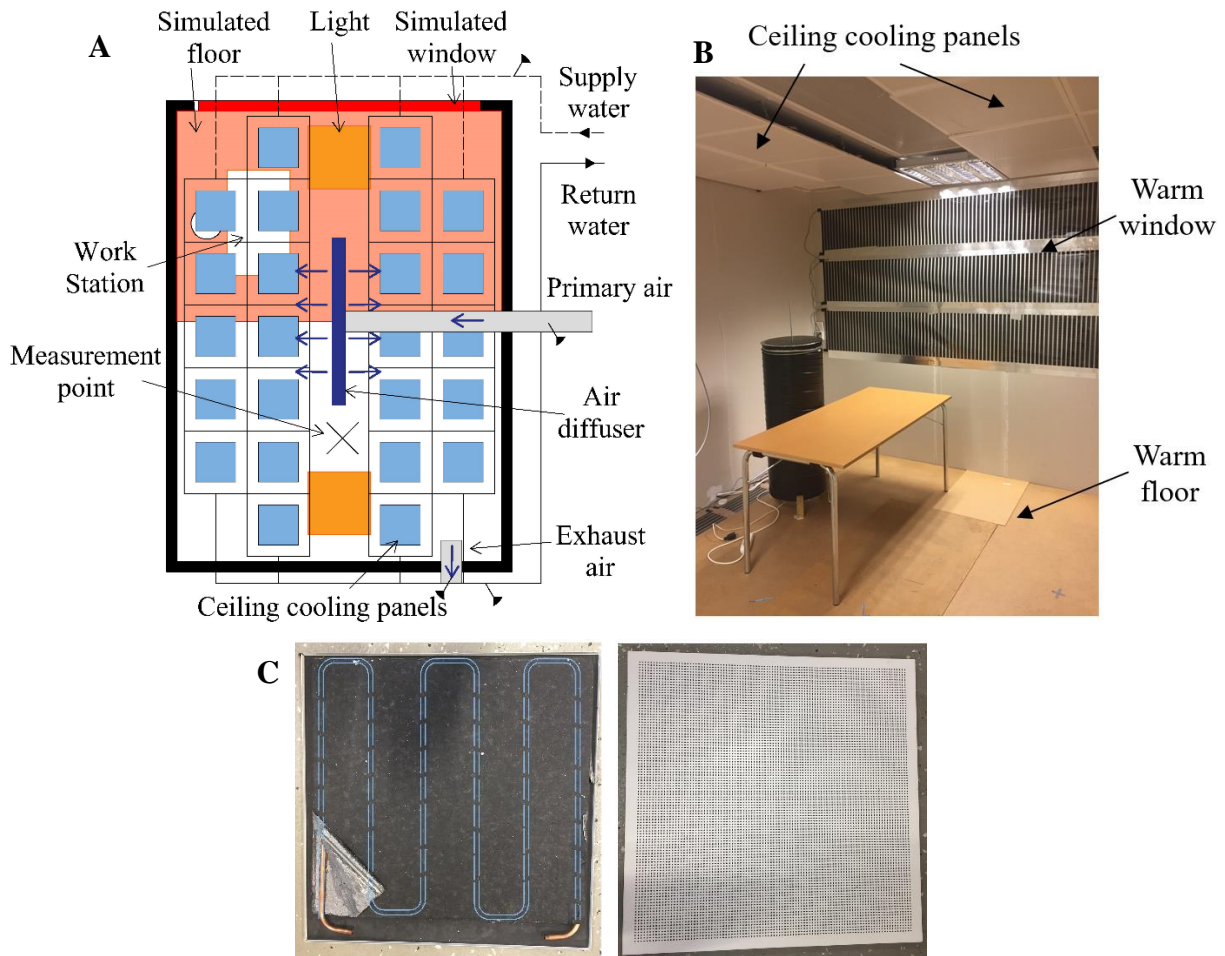 A
Simulated
floor
Light
Simulated
window
Supply
water
Return
water
Work
Station
Primary air
Measurement
point
Air
diffuser
Exhaust
air
Ceiling cooling panels
B
Ceiling cooling panels
Warm
window
Warm
floor
C